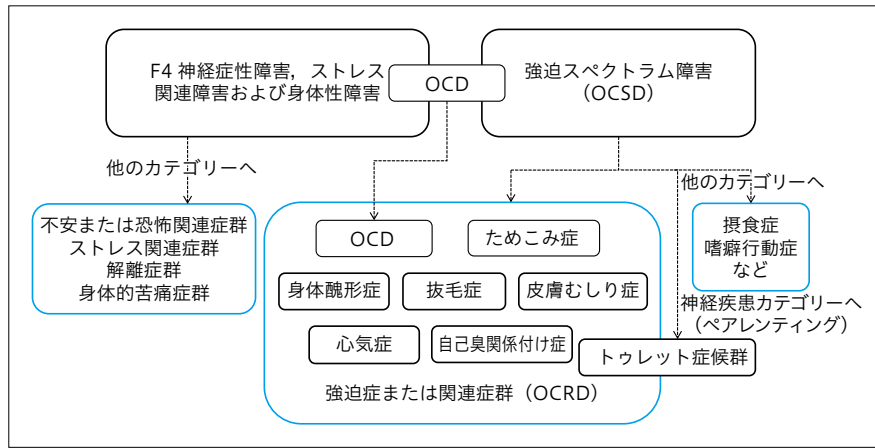 F4 神経症性障害，ストレス
関連障害および身体性障害
OCD
強迫スペクトラム障害
（OCSD）
他のカテゴリーへ
他のカテゴリーへ
不安または恐怖関連症群
ストレス関連症群
解離症群
身体的苦痛症群
OCD
ためこみ症
摂食症
嗜癖行動症
など
身体醜形症
抜毛症
皮膚むしり症
神経疾患カテゴリーへ
（ペアレンティング）
心気症
自己臭関係付け症
トゥレット症候群
強迫症または関連症群（OCRD）